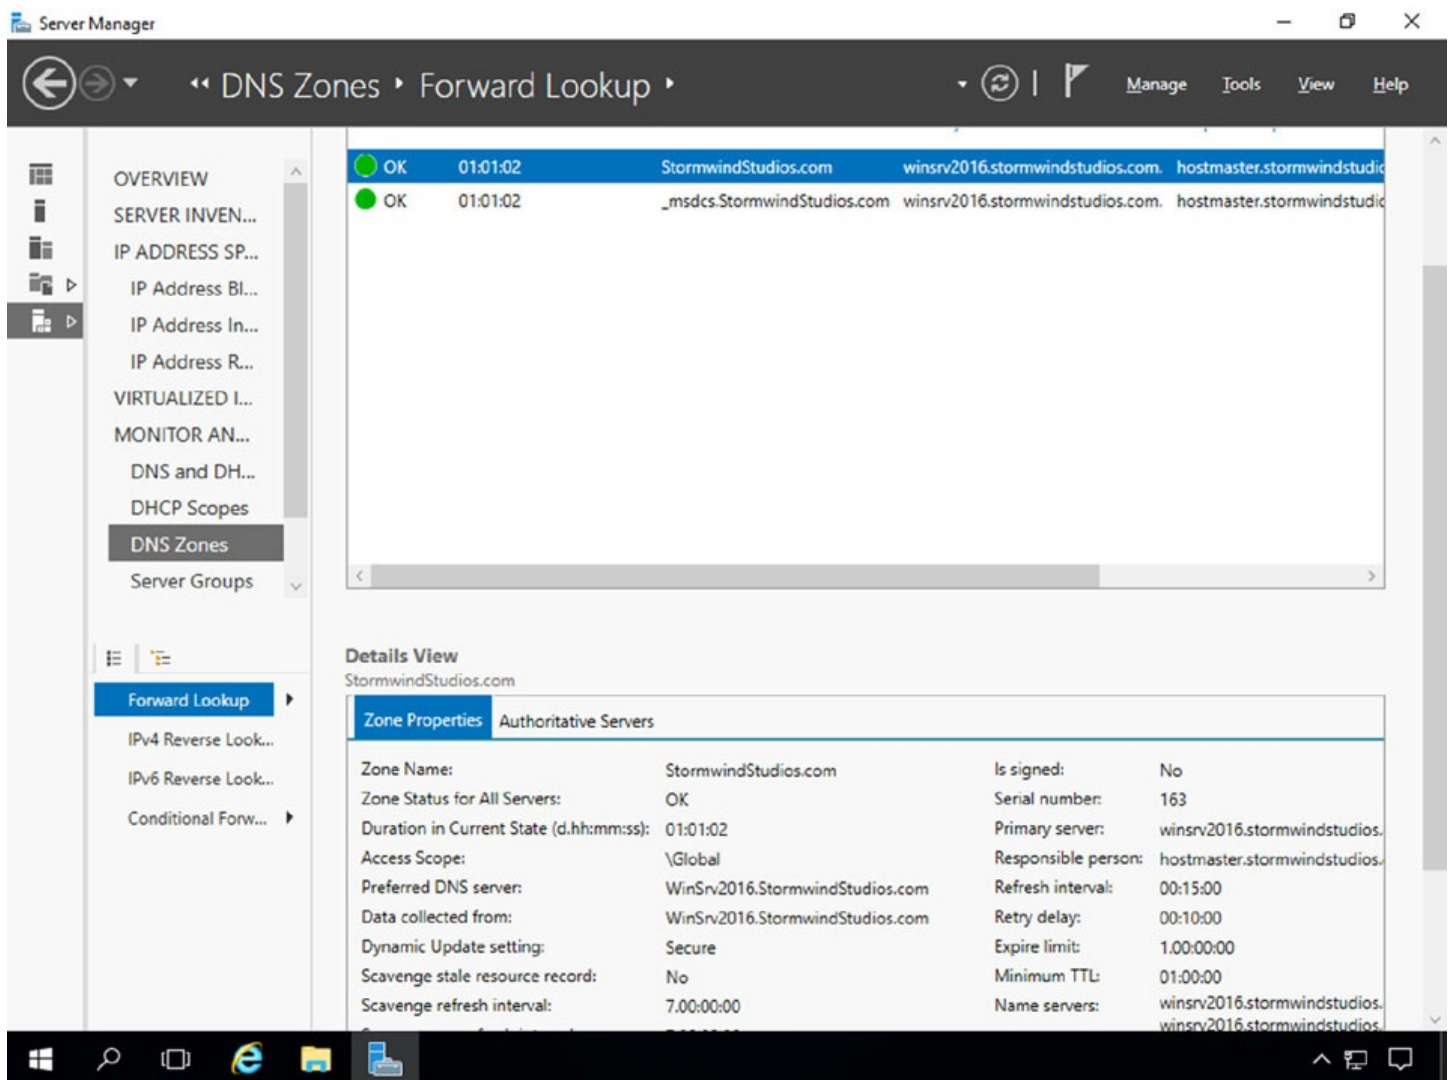 Server Manager
DNS Zones Forward Lookup
Manage Tools View Help
OVERVIEW
SERVER INVEN...
IP ADDRESS SP...
IP Address Bl...
IP Address In...
IP Address R...
VIRTUALIZED I...
MONITOR AN...
DNS and DH...
DHCP Scopes
DNS Zones
Server Groups
Forward Lookup
IPv4 Reverse Look...
IPv6 Reverse Look...
Conditional Forw...
OK 01:01:02 StormwindStudios.com winsrv2016.stormwindstudios.com. hostmaster.stormwindstudio
OK 01:01:02 _msdcs.StormwindStudios.com winsrv2016.stormwindstudios.com. hostmaster.stormwindstudio
Details View
StormwindStudios.com
Zone Properties Authoritative Servers
Zone Name: StormwindStudios.com Is signed: No
Zone Status for All Servers: OK Serial number: 163
Duration in Current State (d.hh:mm:ss): 01:01:02 Primary server: winsrv2016.stormwindstudios.
Access Scope: \Global Responsible person: hostmaster.stormwindstudios.
Preferred DNS server: WinSrv2016.StormwindStudios.com Refresh interval: 00:15:00
Data collected from: WinSrv2016.StormwindStudios.com Retry delay: 00:10:00
Dynamic Update setting: Secure Expire limit: 1.00:00:00
Scavenge stale resource record: No Minimum TTL: 01:00:00
Scavenge refresh interval: 7.00:00:00 Name servers: winsrv2016.stormwindstudios.
winsrv2016.stormwindstudios.